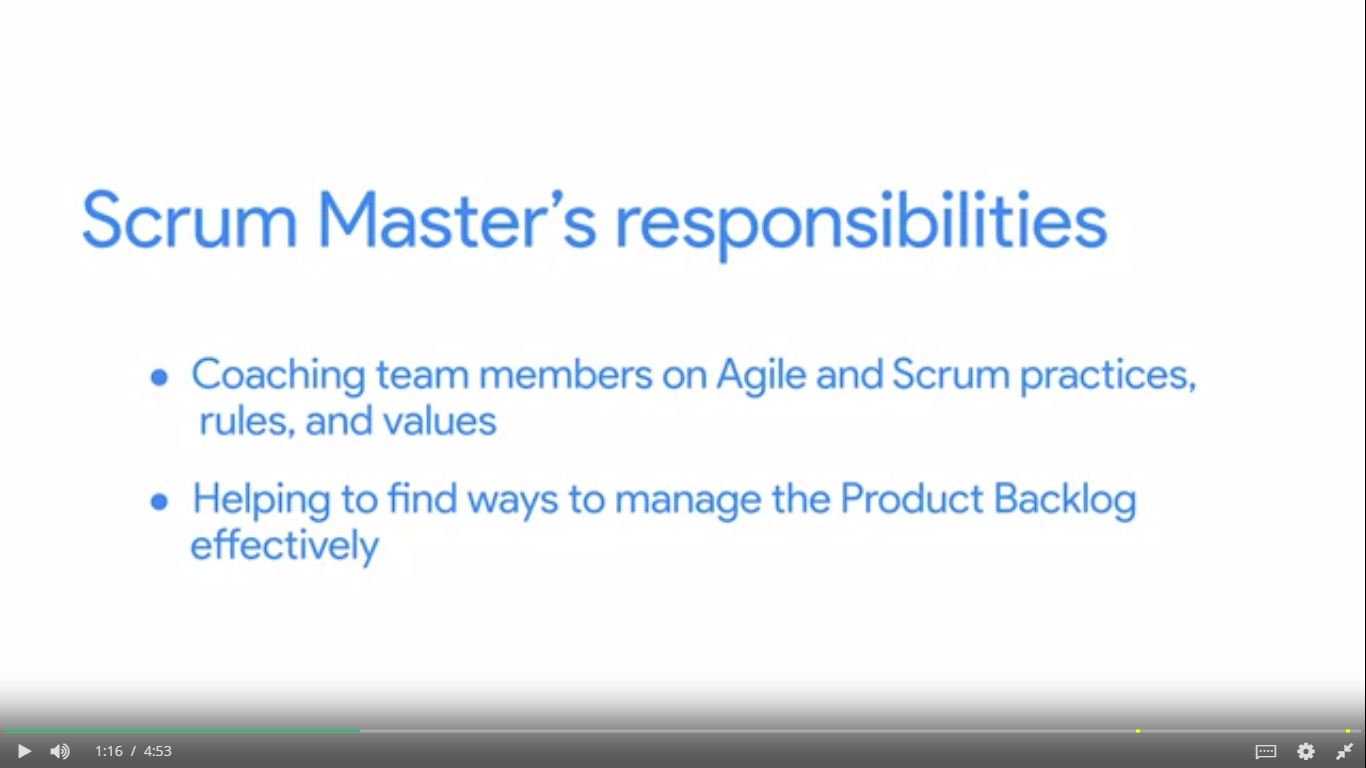 Scrum Master’s responsibilities
● Coaching team members on Agile and Scrum practices,
rules, and values
● Helping to find ways to manage the Product Backlog
effectively
1:16 / 4:53